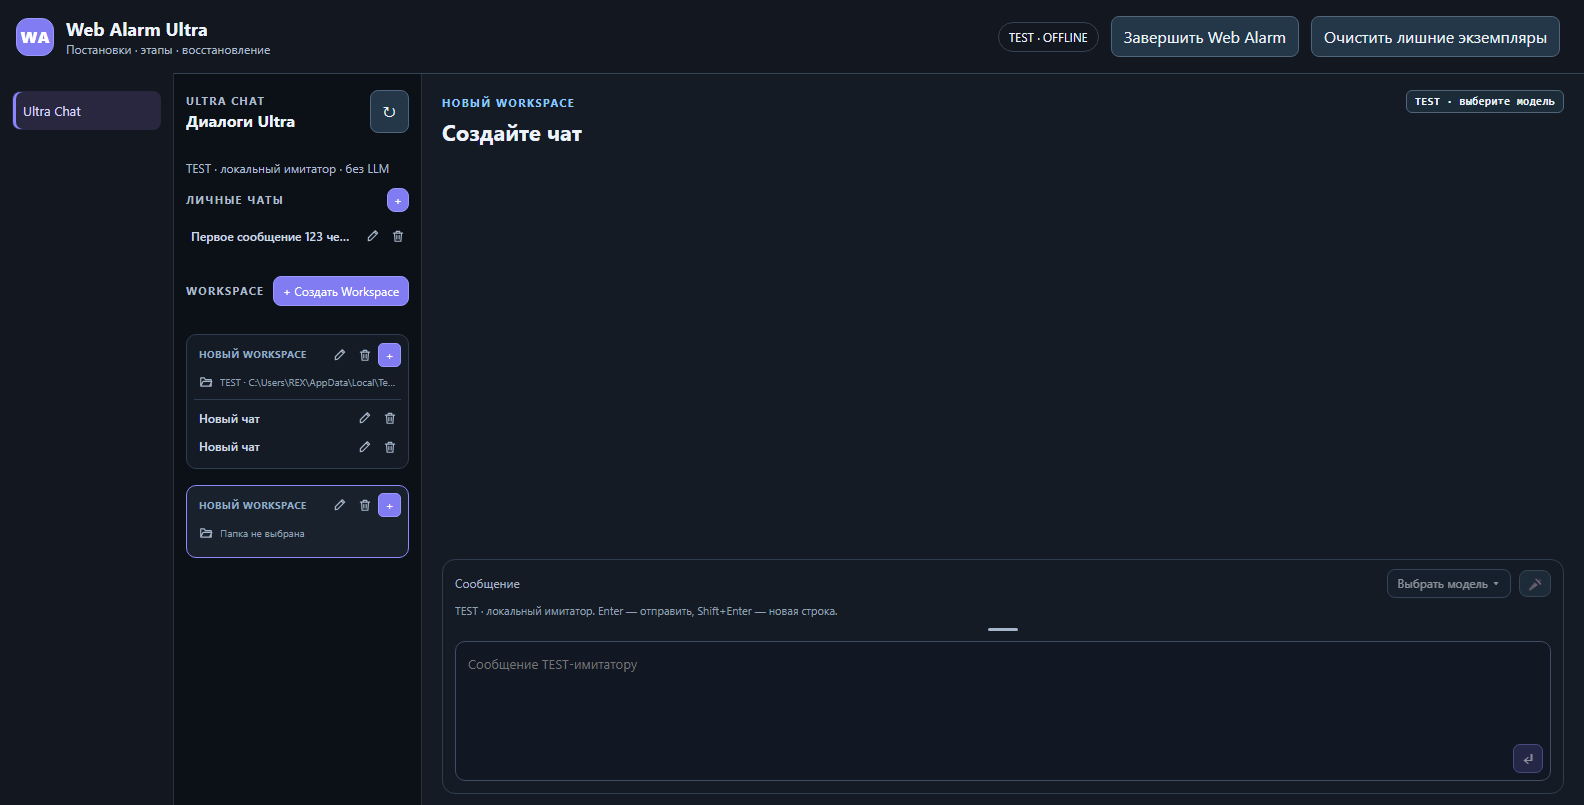 WA
Web Alarm Ultra
Постановки · этапы · восстановление
TEST · OFFLINE
Завершить Web Alarm
Очистить лишние экземпляры
Ultra Chat
ULTRA CHAT
Диалоги Ultra
TEST · локальный имитатор · без LLM
ЛИЧНЫЕ ЧАТЫ
+
Первое сообщение 123 че...
WORKSPACE
+ Создать Workspace
НОВЫЙ WORKSPACE
+
TEST · C:\Users\REX\AppData\Local\Te...
Новый чат
Новый чат
НОВЫЙ WORKSPACE
+
Папка не выбрана
НОВЫЙ WORKSPACE
TEST · выберите модель
Создайте чат
Сообщение
Выбрать модель
TEST · локальный имитатор. Enter — отправить, Shift+Enter — новая строка.
Сообщение TEST-имитатору